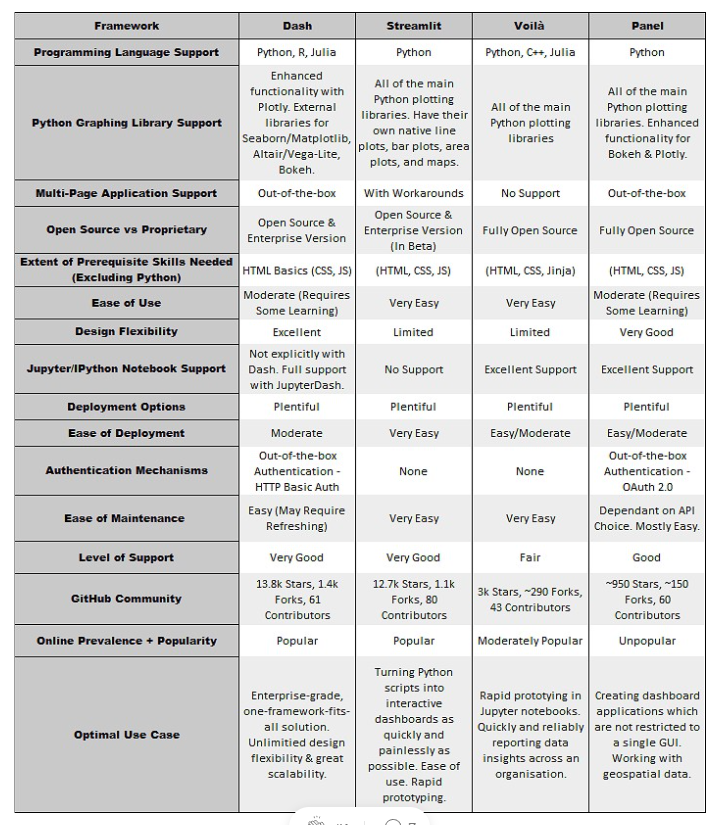 Framework Dash Streamlit Voilà Panel
Programming Language Support Python, R, Julia Python Python, C++, Julia Python
Python Graphing Library Support
Enhanced
functionality with
Plotly. External
libraries for
Seaborn/Matplotlib,
Altair/Vega-Lite,
Bokeh.
All of the main
Python plotting
libraries. Have their
own native line
plots, bar plots, area
plots, and maps.
All of the main
Python plotting
libraries
All of the main
Python plotting
libraries. Enhanced
functionality for
Bokeh & Plotly.
Multi-Page Application Support Out-of-the-box With Workarounds No Support Out-of-the-box
Open Source vs Proprietary
Open Source &
Enterprise Version
Open Source &
Enterprise Version
(In Beta)
Fully Open Source
Fully Open Source
Extent of Prerequisite Skills Needed
(Excluding Python)
HTML Basics (CSS, JS)
(HTML, CSS, JS)
(HTML, CSS, Jinja)
(HTML, CSS, JS)
Ease of Use
Moderate (Requires
Some Learning)
Very Easy
Very Easy
Moderate (Requires
Some Learning)
Design Flexibility Excellent Limited Limited Very Good
Jupyter/IPython Notebook Support
Not explicitly with
Dash. Full support
with JupyterDash.
No Support
Excellent Support
Excellent Support
Deployment Options Plentiful Plentiful Plentiful Plentiful
Ease of Deployment Moderate Very Easy Easy/Moderate Easy/Moderate
Authentication Mechanisms
Out-of-the-box
Authentication -
HTTP Basic Auth
None
None
Out-of-the-box
Authentication -
OAuth 2.0
Ease of Maintenance
Easy (May Require
Refreshing)
Very Easy
Very Easy
Dependant on API
Choice. Mostly Easy.
Level of Support Very Good Very Good Fair Good
GitHub Community
13.8k Stars, 1.4k
Forks, 61
Contributors
12.7k Stars, 1.1k
Forks, 80
Contributors
3k Stars, ~290 Forks,
43 Contributors
~950 Stars, ~150
Forks, 60
Contributors
Online Prevalence + Popularity Popular Popular Moderately Popular Unpopular
Optimal Use Case
Enterprise-grade,
one-framework-fits-
all solution.
Unlimitied design
flexibility & great
scalability.
Turning Python
scripts into
interactive
dashboards as
quickly and
painlessly as
possible. Ease of
use. Rapid
prototyping.
Rapid prototying in
Jupyter notebooks.
Quickly and reliably
reporting data
insights across an
organisation.
Creating dashboard
applications which
are not restricted to
a single GUI.
Working with
geospatial data.